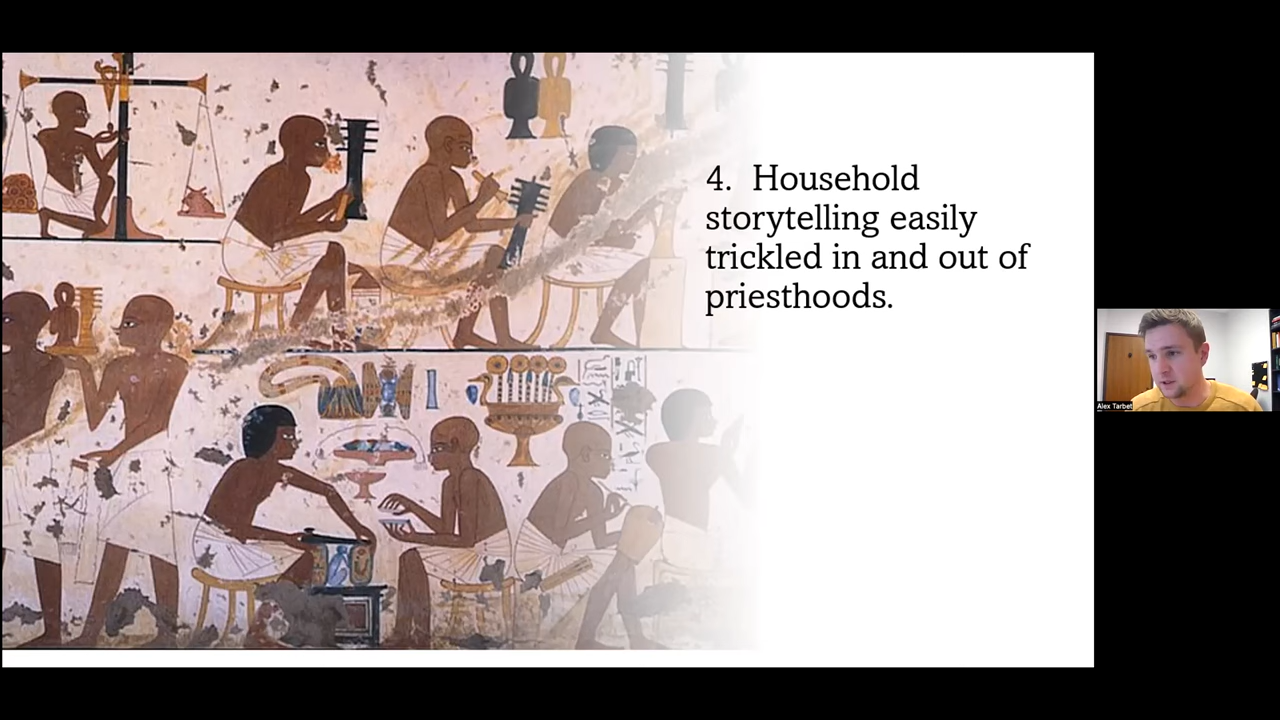 4. Household
storytelling easily
trickled in and out of
priesthoods.
Alex Tarbet